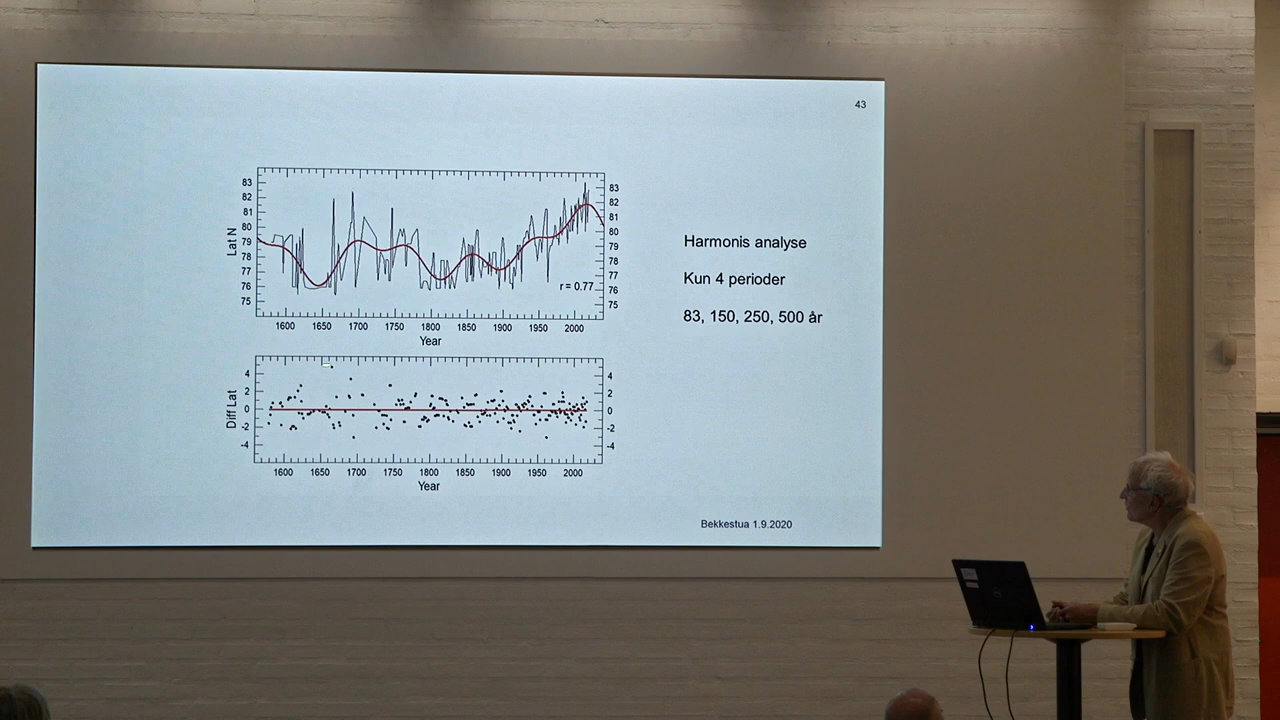 43
83
82
81
80
79
78
77
76
75
Lat N
83
82
81
80
79
78
77
76
75
r = 0.77
1600 1650 1700 1750 1800 1850 1900 1950 2000
Year
4
2
0
-2
-4
Diff Lat
4
2
0
-2
-4
1600 1650 1700 1750 1800 1850 1900 1950 2000
Year
Harmonis analyse
Kun 4 perioder
83, 150, 250, 500 år
Bekkestua 1.9.2020